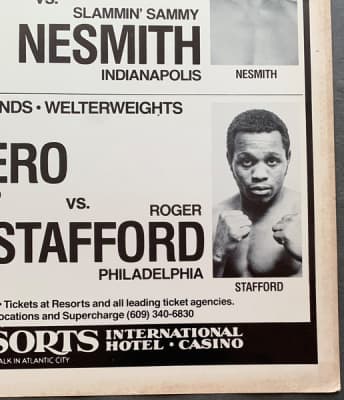 vs.
SLAMMIN' SAMMY
NESMITH
INDIANAPOLIS
NESMITH
NDS • WELTERWEIGHTS
ERO
vs.
ROGER
STAFFORD
PHILADELPHIA
STAFFORD
• Tickets at Resorts and all leading ticket agencies.
ocations and Supercharge (609) 340-6830
SORTS INTERNATIONAL
HOTEL • CASINO
ALK IN ATLANTIC CITY